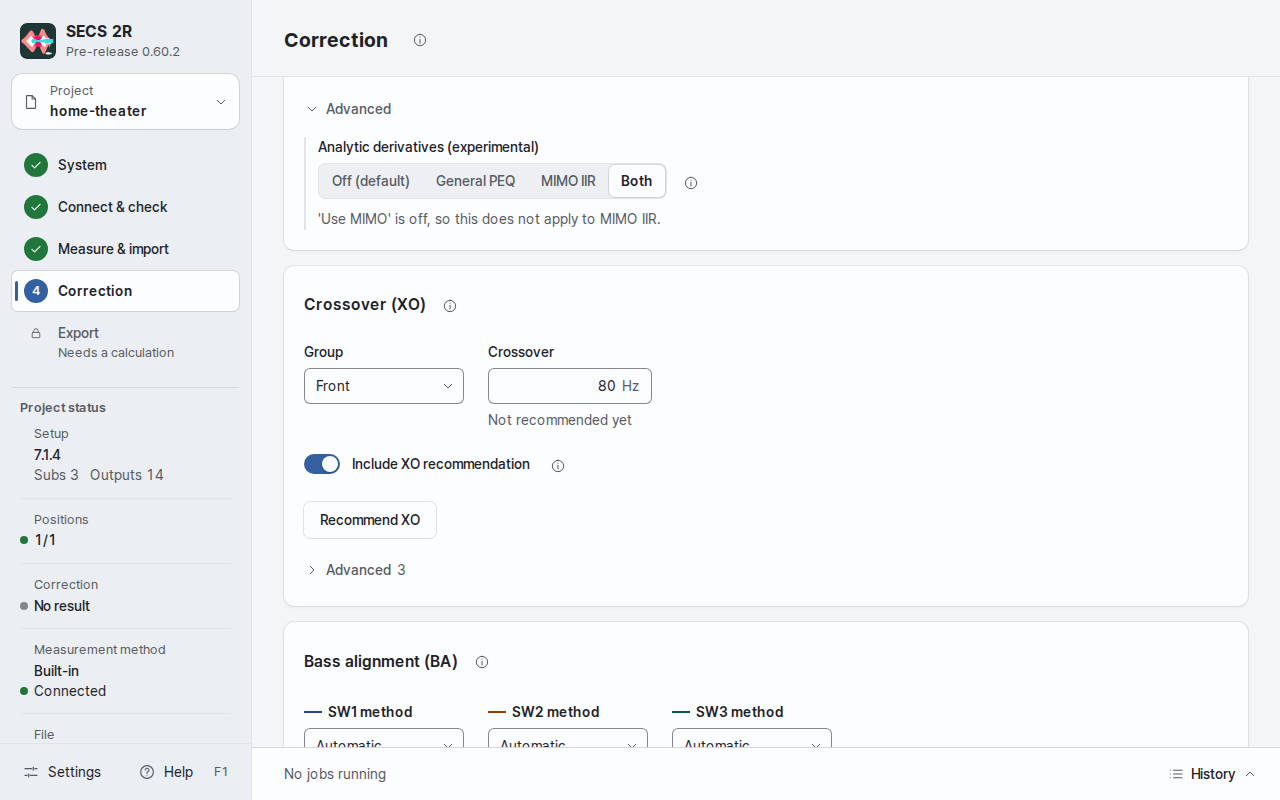 SECS 2R
Pre-release 0.60.2
Project
home-theater
System
Connect & check
Measure & import
4 Correction
Export
Needs a calculation
Project status
Setup
7.1.4
Subs 3 Outputs 14
Positions
1/1
Correction
No result
Measurement method
Built-in
Connected
File
Settings Help F1
Correction
Advanced
Analytic derivatives (experimental)
Off (default) General PEQ MIMO IIR Both
'Use MIMO' is off, so this does not apply to MIMO IIR.
Crossover (XO)
Group Crossover
Front 80 Hz
Not recommended yet
Include XO recommendation
Recommend XO
Advanced 3
Bass alignment (BA)
SW1 method SW2 method SW3 method
Automatic Automatic Automatic
No jobs running History